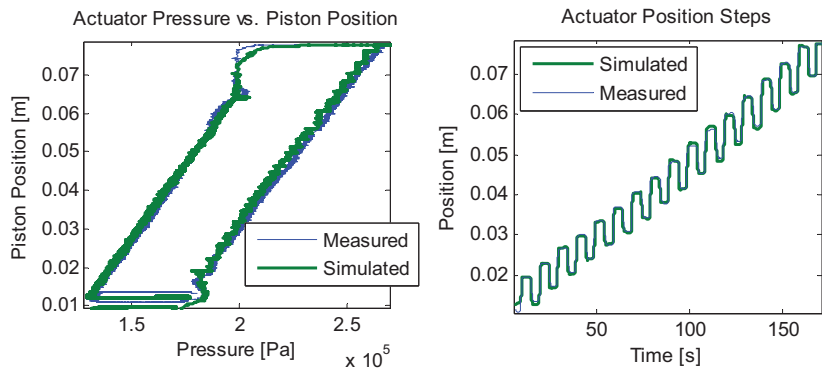 Actuator Pressure vs. Piston Position
Piston Position [m]
0.07
0.06
0.05
0.04
0.03
0.02
0.01
Measured
Simulated
1.5
2
2.5
Pressure [Pa]
x 10⁵
Actuator Position Steps
Position [m]
0.07
0.06
0.05
0.04
0.03
0.02
Simulated
Measured
50
100
150
Time [s]